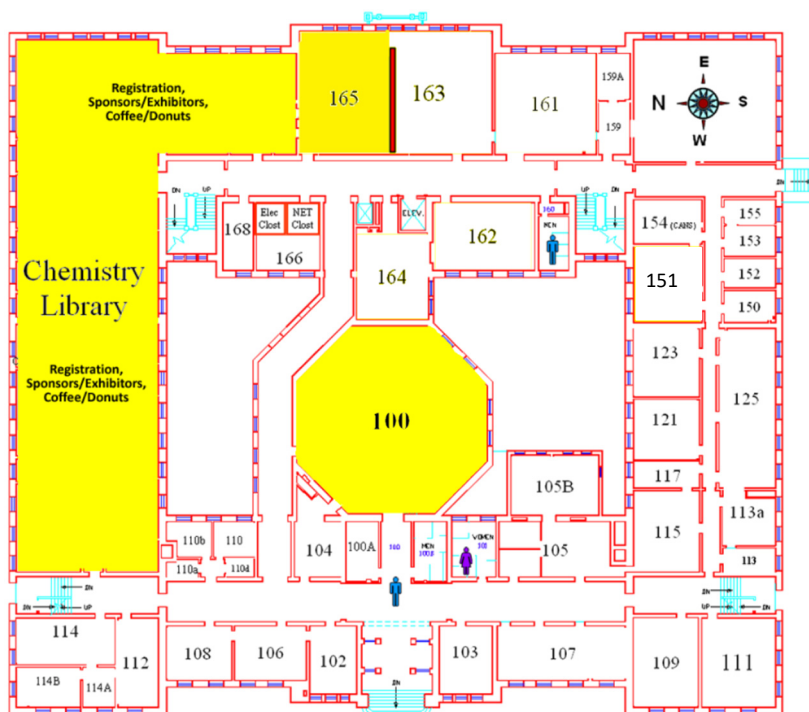 Registration,
Sponsors/Exhibitors,
Coffee/Donuts
165
163
161
159A
159
E
N
S
W
DN
UP
DN
168
Elec
Clost
NET
Clost
166
ELEV.
164
162
160
MEN
UP
DN
154 (CANS)
155
153
152
150
151
DN
Chemistry
Library
Registration,
Sponsors/Exhibitors,
Coffee/Donuts
100
123
121
117
115
125
113a
113
105B
105
110b
110
110a
110d
104
100A
160
MEN
WOMEN
101
DN
DN
UP
DN
DN
UP
114
112
114B
114A
108
106
102
DN
103
107
109
111